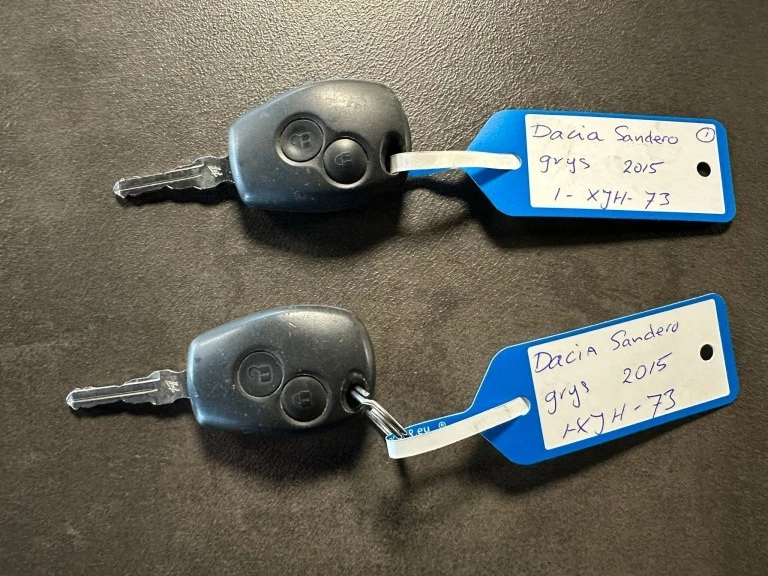 Dacia Sandero 1
grys 2015
1-XJH-73
Dacia Sandero
grys 2015
1-XJH-73